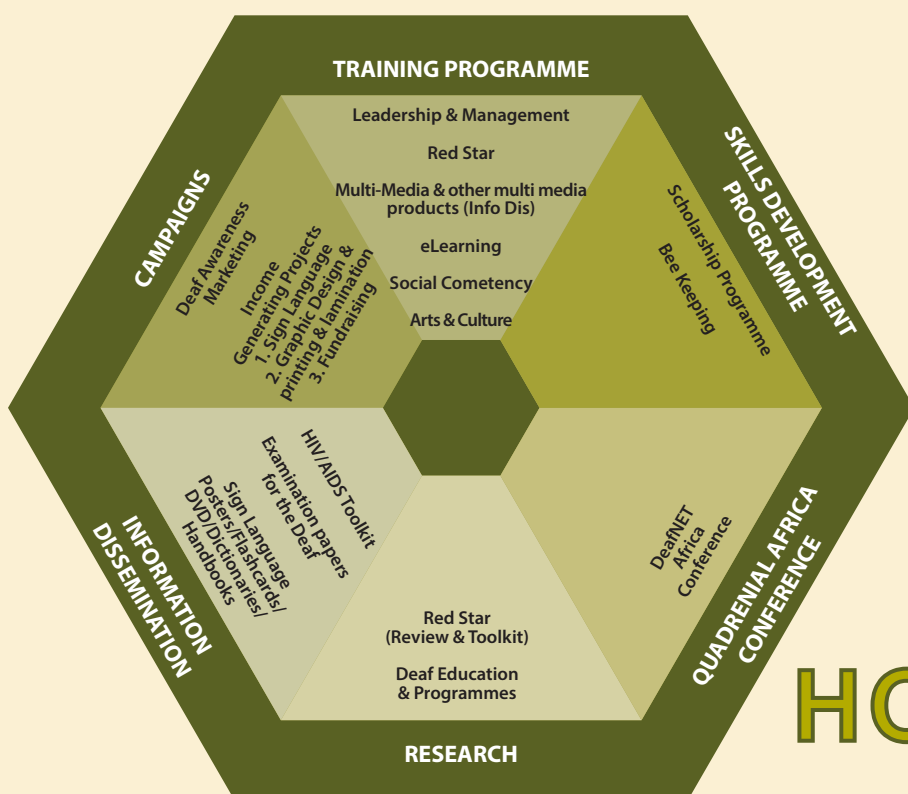 TRAINING PROGRAMME
Leadership & Management
Red Star
Multi-Media & other multi media
products (Info Dis)
eLearning
Social Cometency
Arts & Culture
SKILLS DEVELOPMENT
PROGRAMME
Scholarship Programme
Bee Keeping
QUADRENIAL AFRICA
CONFERENCE
DeafNET
Africa
Conference
RESEARCH
Red Star
(Review & Toolkit)
Deaf Education
& Programmes
INFORMATION
DISSEMINATION
HIV/AIDS Toolkit
Examination papers
for the Deaf
Sign Language
Posters/Flashcards/
DVD/Dictionaries/
Handbooks
CAMPAIGNS
Deaf Awareness
Marketing
Income
Generating Projects
1. Sign Language
2. Graphic Design &
printing & lamination
3. Fundraising